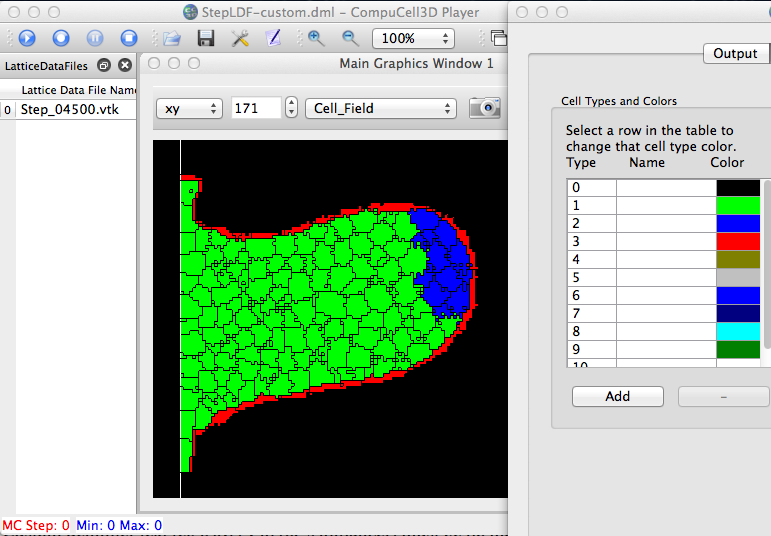 StepLDF-custom.dml - CompuCell3D Player
100%
LatticeDataFiles
Lattice Data File Name
0 Step_04500.vtk
Main Graphics Window 1
xy 171 Cell_Field
MC Step: 0 Min: 0 Max: 0
Output
Cell Types and Colors
Select a row in the table to
change that cell type color.
Type Name Color
0
1
2
3
4
5
6
7
8
9
10
Add -